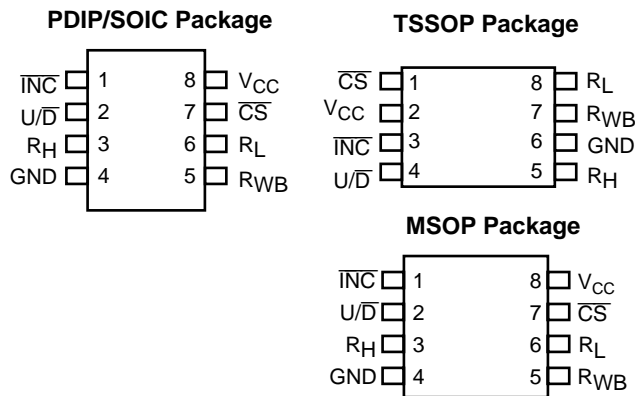 PDIP/SOIC Package
INC 1 8 VCC
U/D 2 7 CS
RH 3 6 RL
GND 4 5 RWB
TSSOP Package
CS 1 8 RL
VCC 2 7 RWB
INC 3 6 GND
U/D 4 5 RH
MSOP Package
INC 1 8 VCC
U/D 2 7 CS
RH 3 6 RL
GND 4 5 RWB